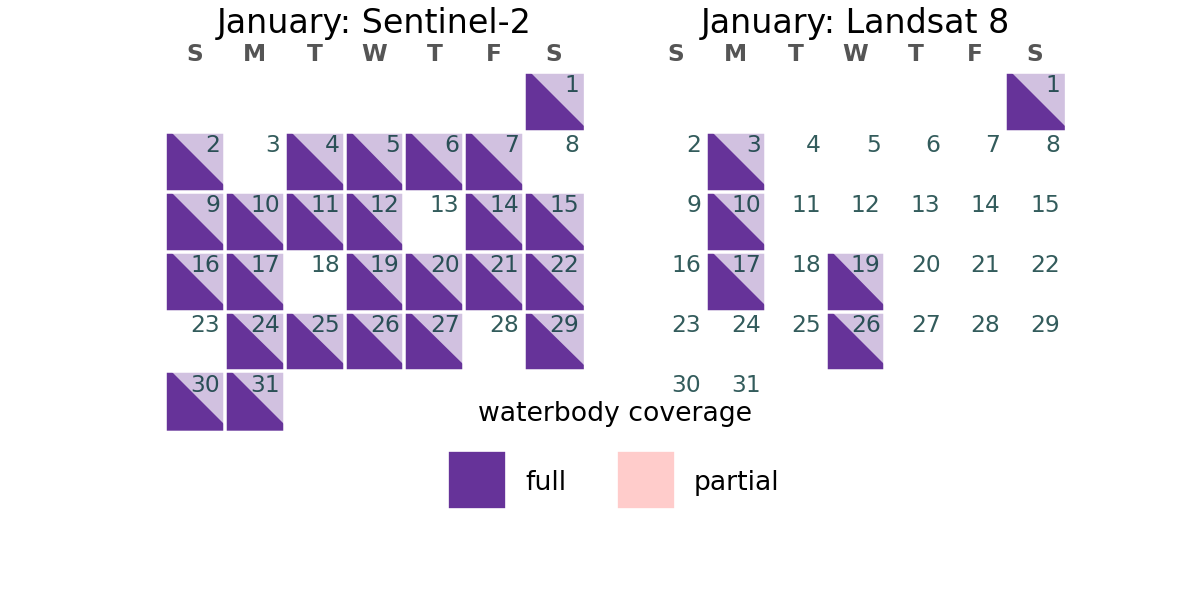 January: Sentinel-2
S M T W T F S
1
2 3 4 5 6 7 8
9 10 11 12 13 14 15
16 17 18 19 20 21 22
23 24 25 26 27 28 29
30 31
January: Landsat 8
S M T W T F S
1
2 3 4 5 6 7 8
9 10 11 12 13 14 15
16 17 18 19 20 21 22
23 24 25 26 27 28 29
30 31
waterbody coverage
full partial